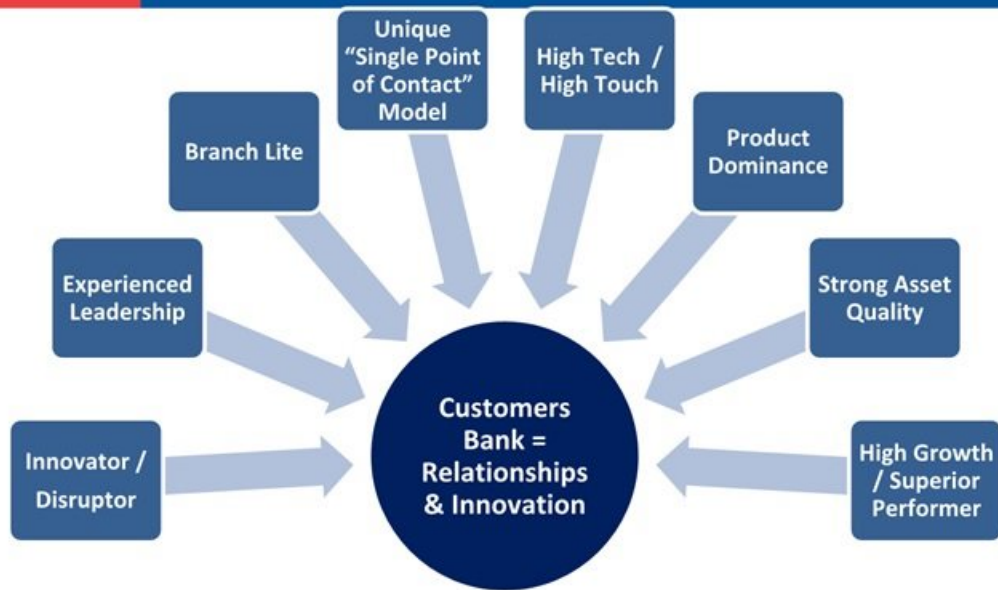 Unique
“Single Point
of Contact”
Model
High Tech /
High Touch
Branch Lite
Product
Dominance
Experienced
Leadership
Strong Asset
Quality
Innovator /
Disruptor
Customers
Bank =
Relationships
& Innovation
High Growth
/ Superior
Performer